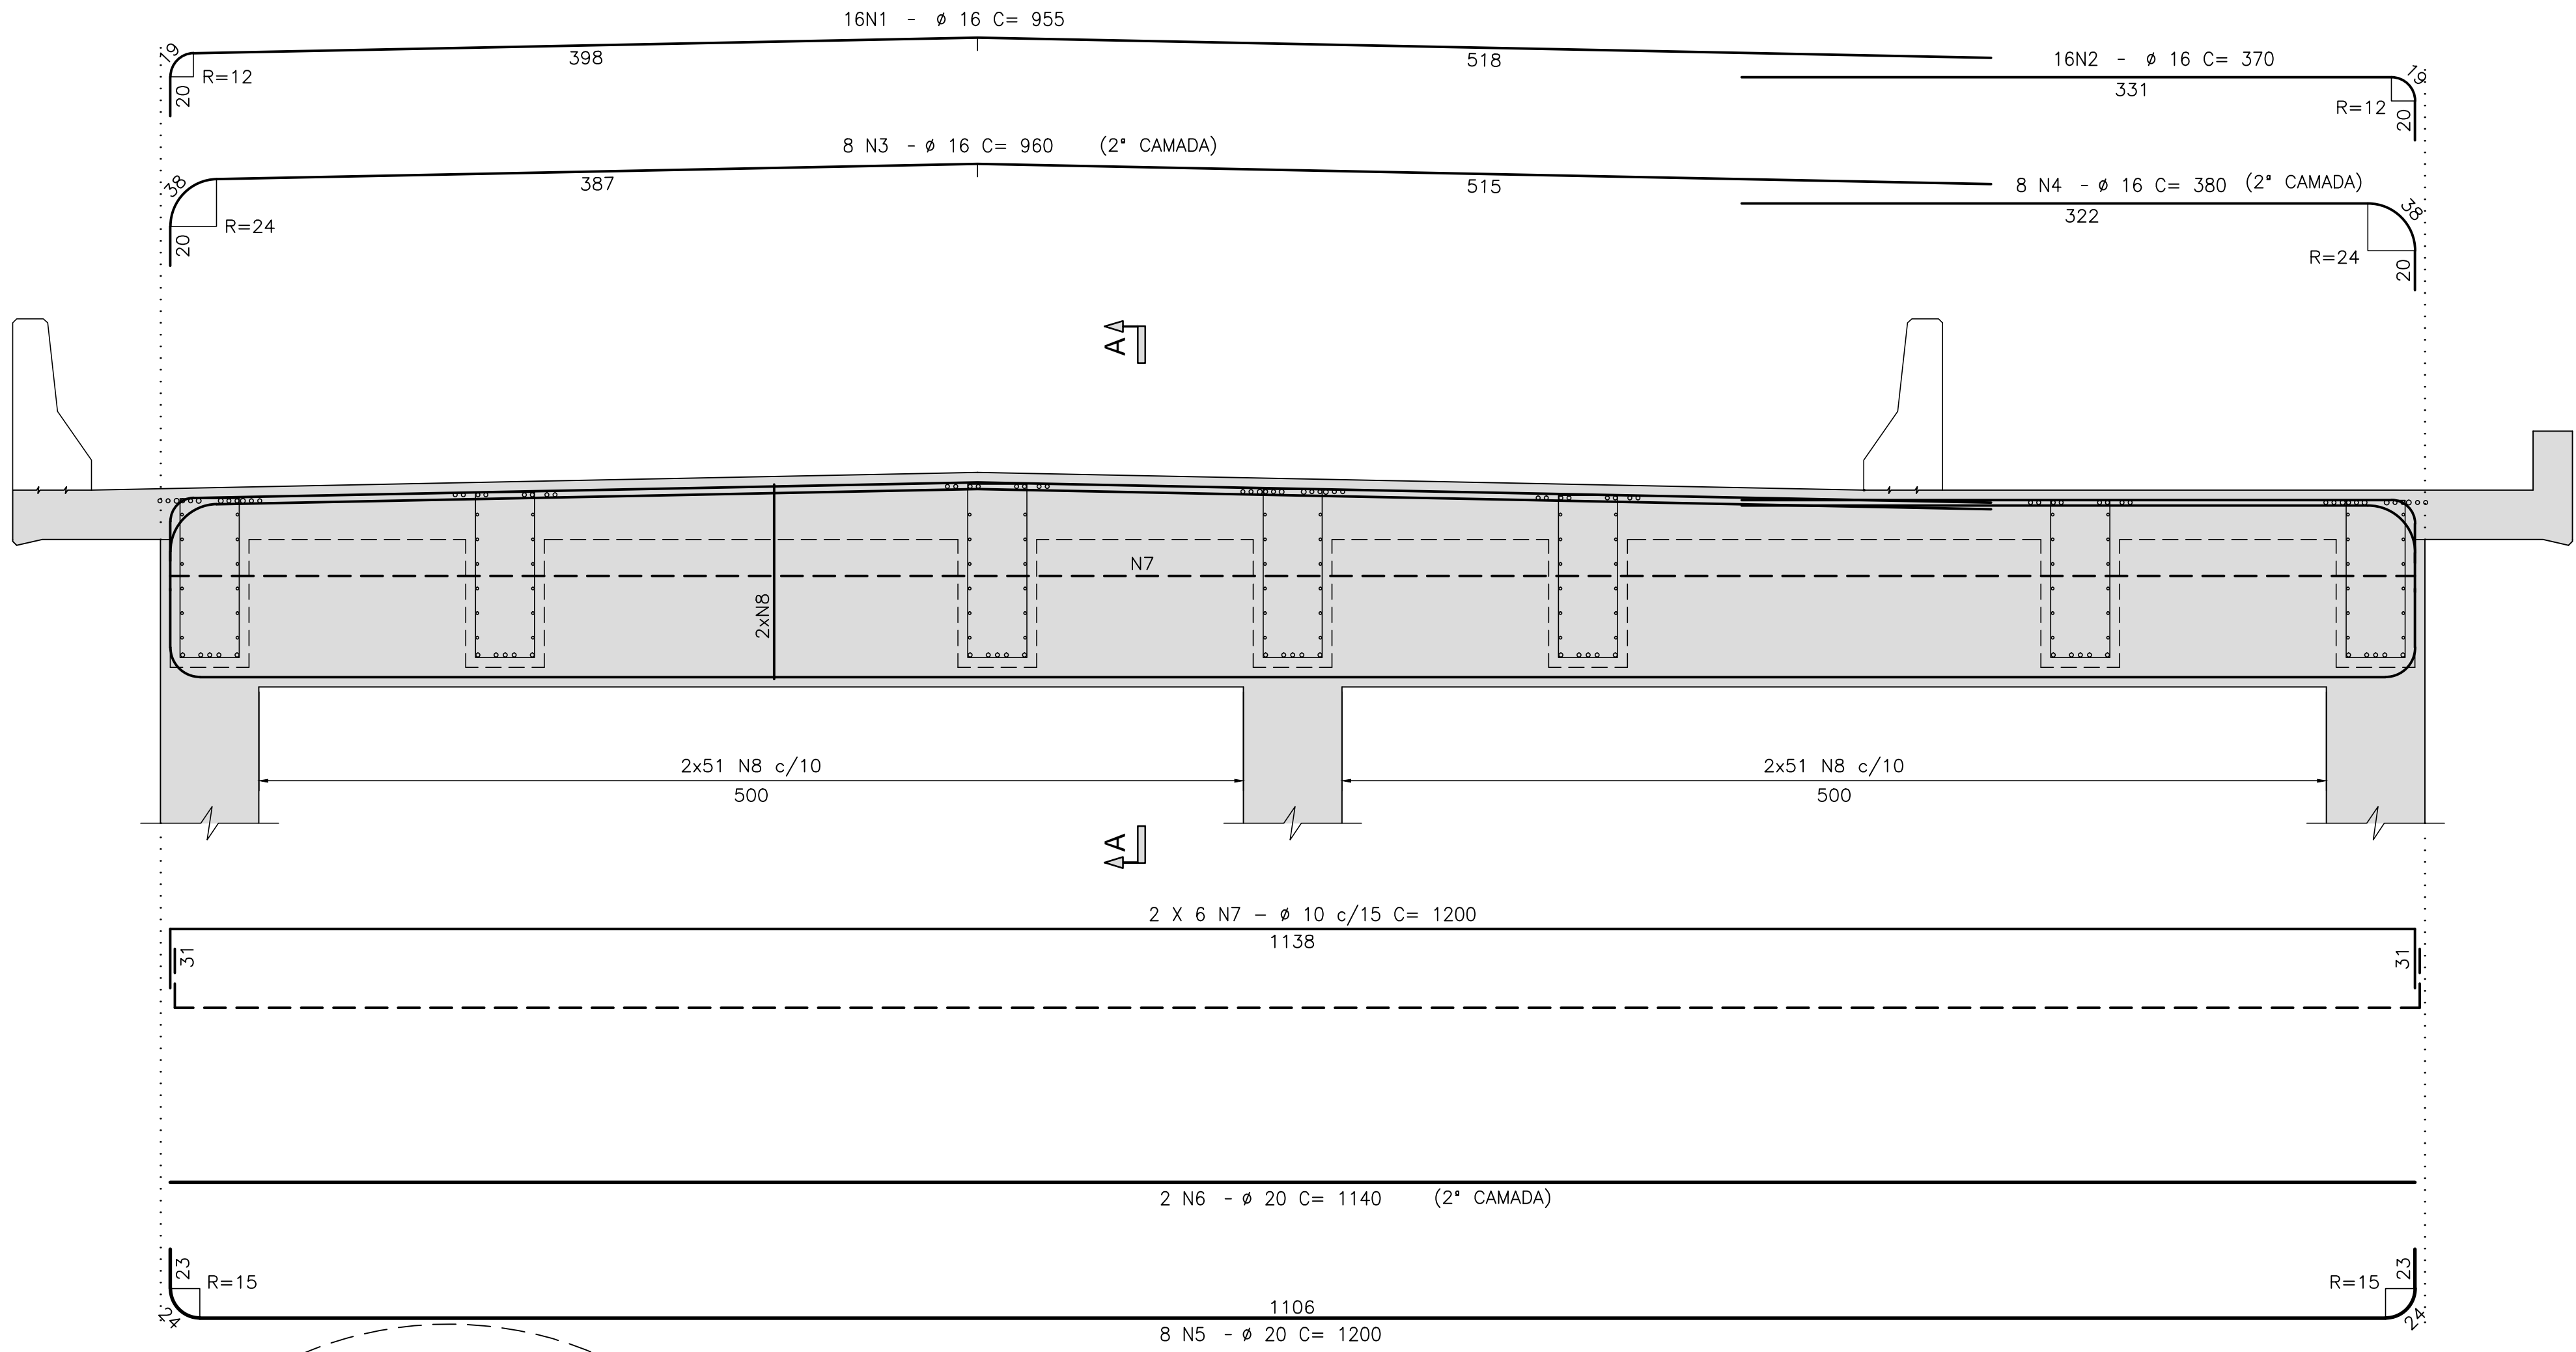 16N1 - ø 16 C= 955
19
398
518
16N2 - ø 16 C= 370
19
R=12
331
R=12
20
20
8 N3 - ø 16 C= 960 (2ª CAMADA)
38
387
515
8 N4 - ø 16 C= 380 (2ª CAMADA)
38
322
R=24
R=24
20
20
A
N7
2xN8
2x51 N8 c/10
500
2x51 N8 c/10
500
A
2 X 6 N7 - ø 10 c/15 C= 1200
1138
31
31
2 N6 - ø 20 C= 1140 (2ª CAMADA)
23
R=15
R=15
23
24
1106
24
8 N5 - ø 20 C= 1200